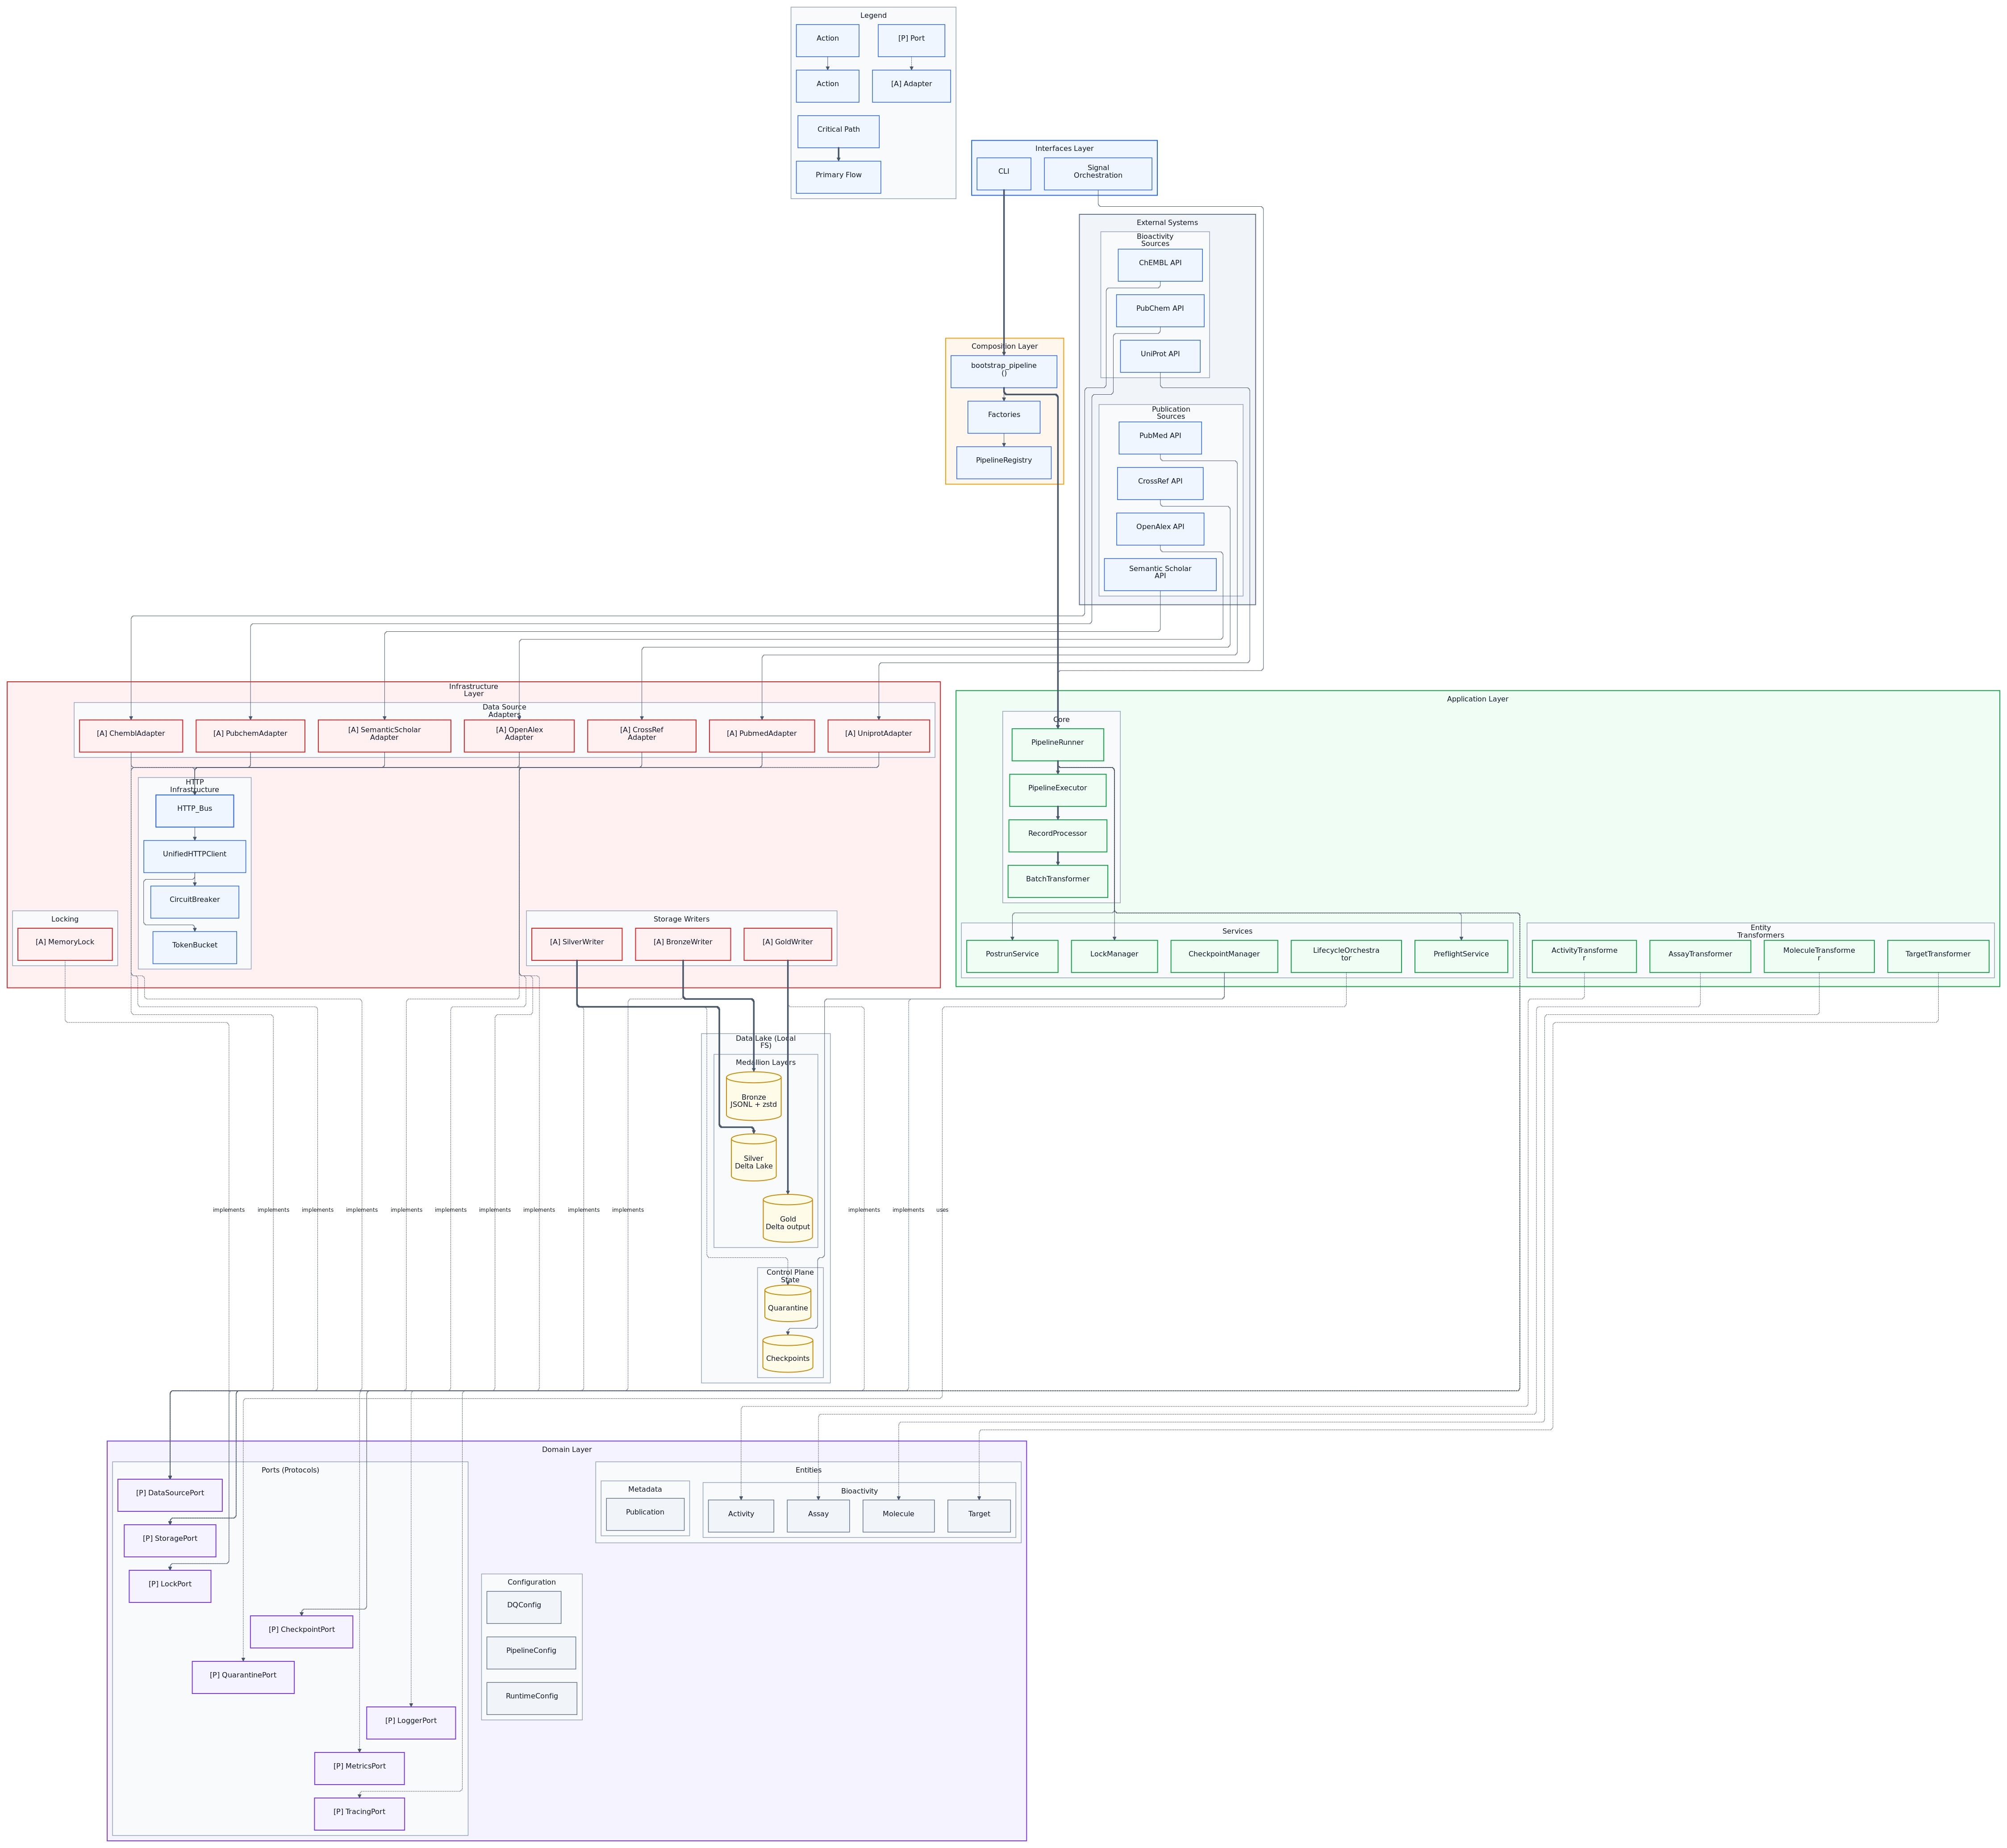 Legend
Action
[P] Port
Action
[A] Adapter
Critical Path
Primary Flow
Interfaces Layer
CLI
Signal
Orchestration
External Systems
Bioactivity
Sources
ChEMBL API
PubChem API
UniProt API
Composition Layer
bootstrap_pipeline
()
Factories
PipelineRegistry
Publication
Sources
PubMed API
CrossRef API
OpenAlex API
Semantic Scholar
API
Infrastructure
Layer
Data Source
Adapters
[A] ChemblAdapter
[A] PubchemAdapter
[A] SemanticScholar
Adapter
[A] OpenAlex
Adapter
[A] CrossRef
Adapter
[A] PubmedAdapter
[A] UniprotAdapter
HTTP
Infrastructure
HTTP_Bus
UnifiedHTTPClient
CircuitBreaker
TokenBucket
Locking
[A] MemoryLock
Storage Writers
[A] SilverWriter
[A] BronzeWriter
[A] GoldWriter
Application Layer
Core
PipelineRunner
PipelineExecutor
RecordProcessor
BatchTransformer
Services
PostrunService
LockManager
CheckpointManager
LifecycleOrchestra
tor
PreflightService
Entity
Transformers
ActivityTransforme
r
AssayTransformer
MoleculeTransforme
r
TargetTransformer
Data Lake (Local
FS)
Medallion Layers
Bronze
JSONL + zstd
Silver
Delta Lake
Gold
Delta output
implements
implements
implements
implements
implements
implements
implements
implements
implements
implements
implements
implements
uses
Control Plane
State
Quarantine
Checkpoints
Domain Layer
Ports (Protocols)
[P] DataSourcePort
[P] StoragePort
[P] LockPort
[P] CheckpointPort
[P] QuarantinePort
[P] LoggerPort
[P] MetricsPort
[P] TracingPort
Entities
Metadata
Publication
Bioactivity
Activity
Assay
Molecule
Target
Configuration
DQConfig
PipelineConfig
RuntimeConfig